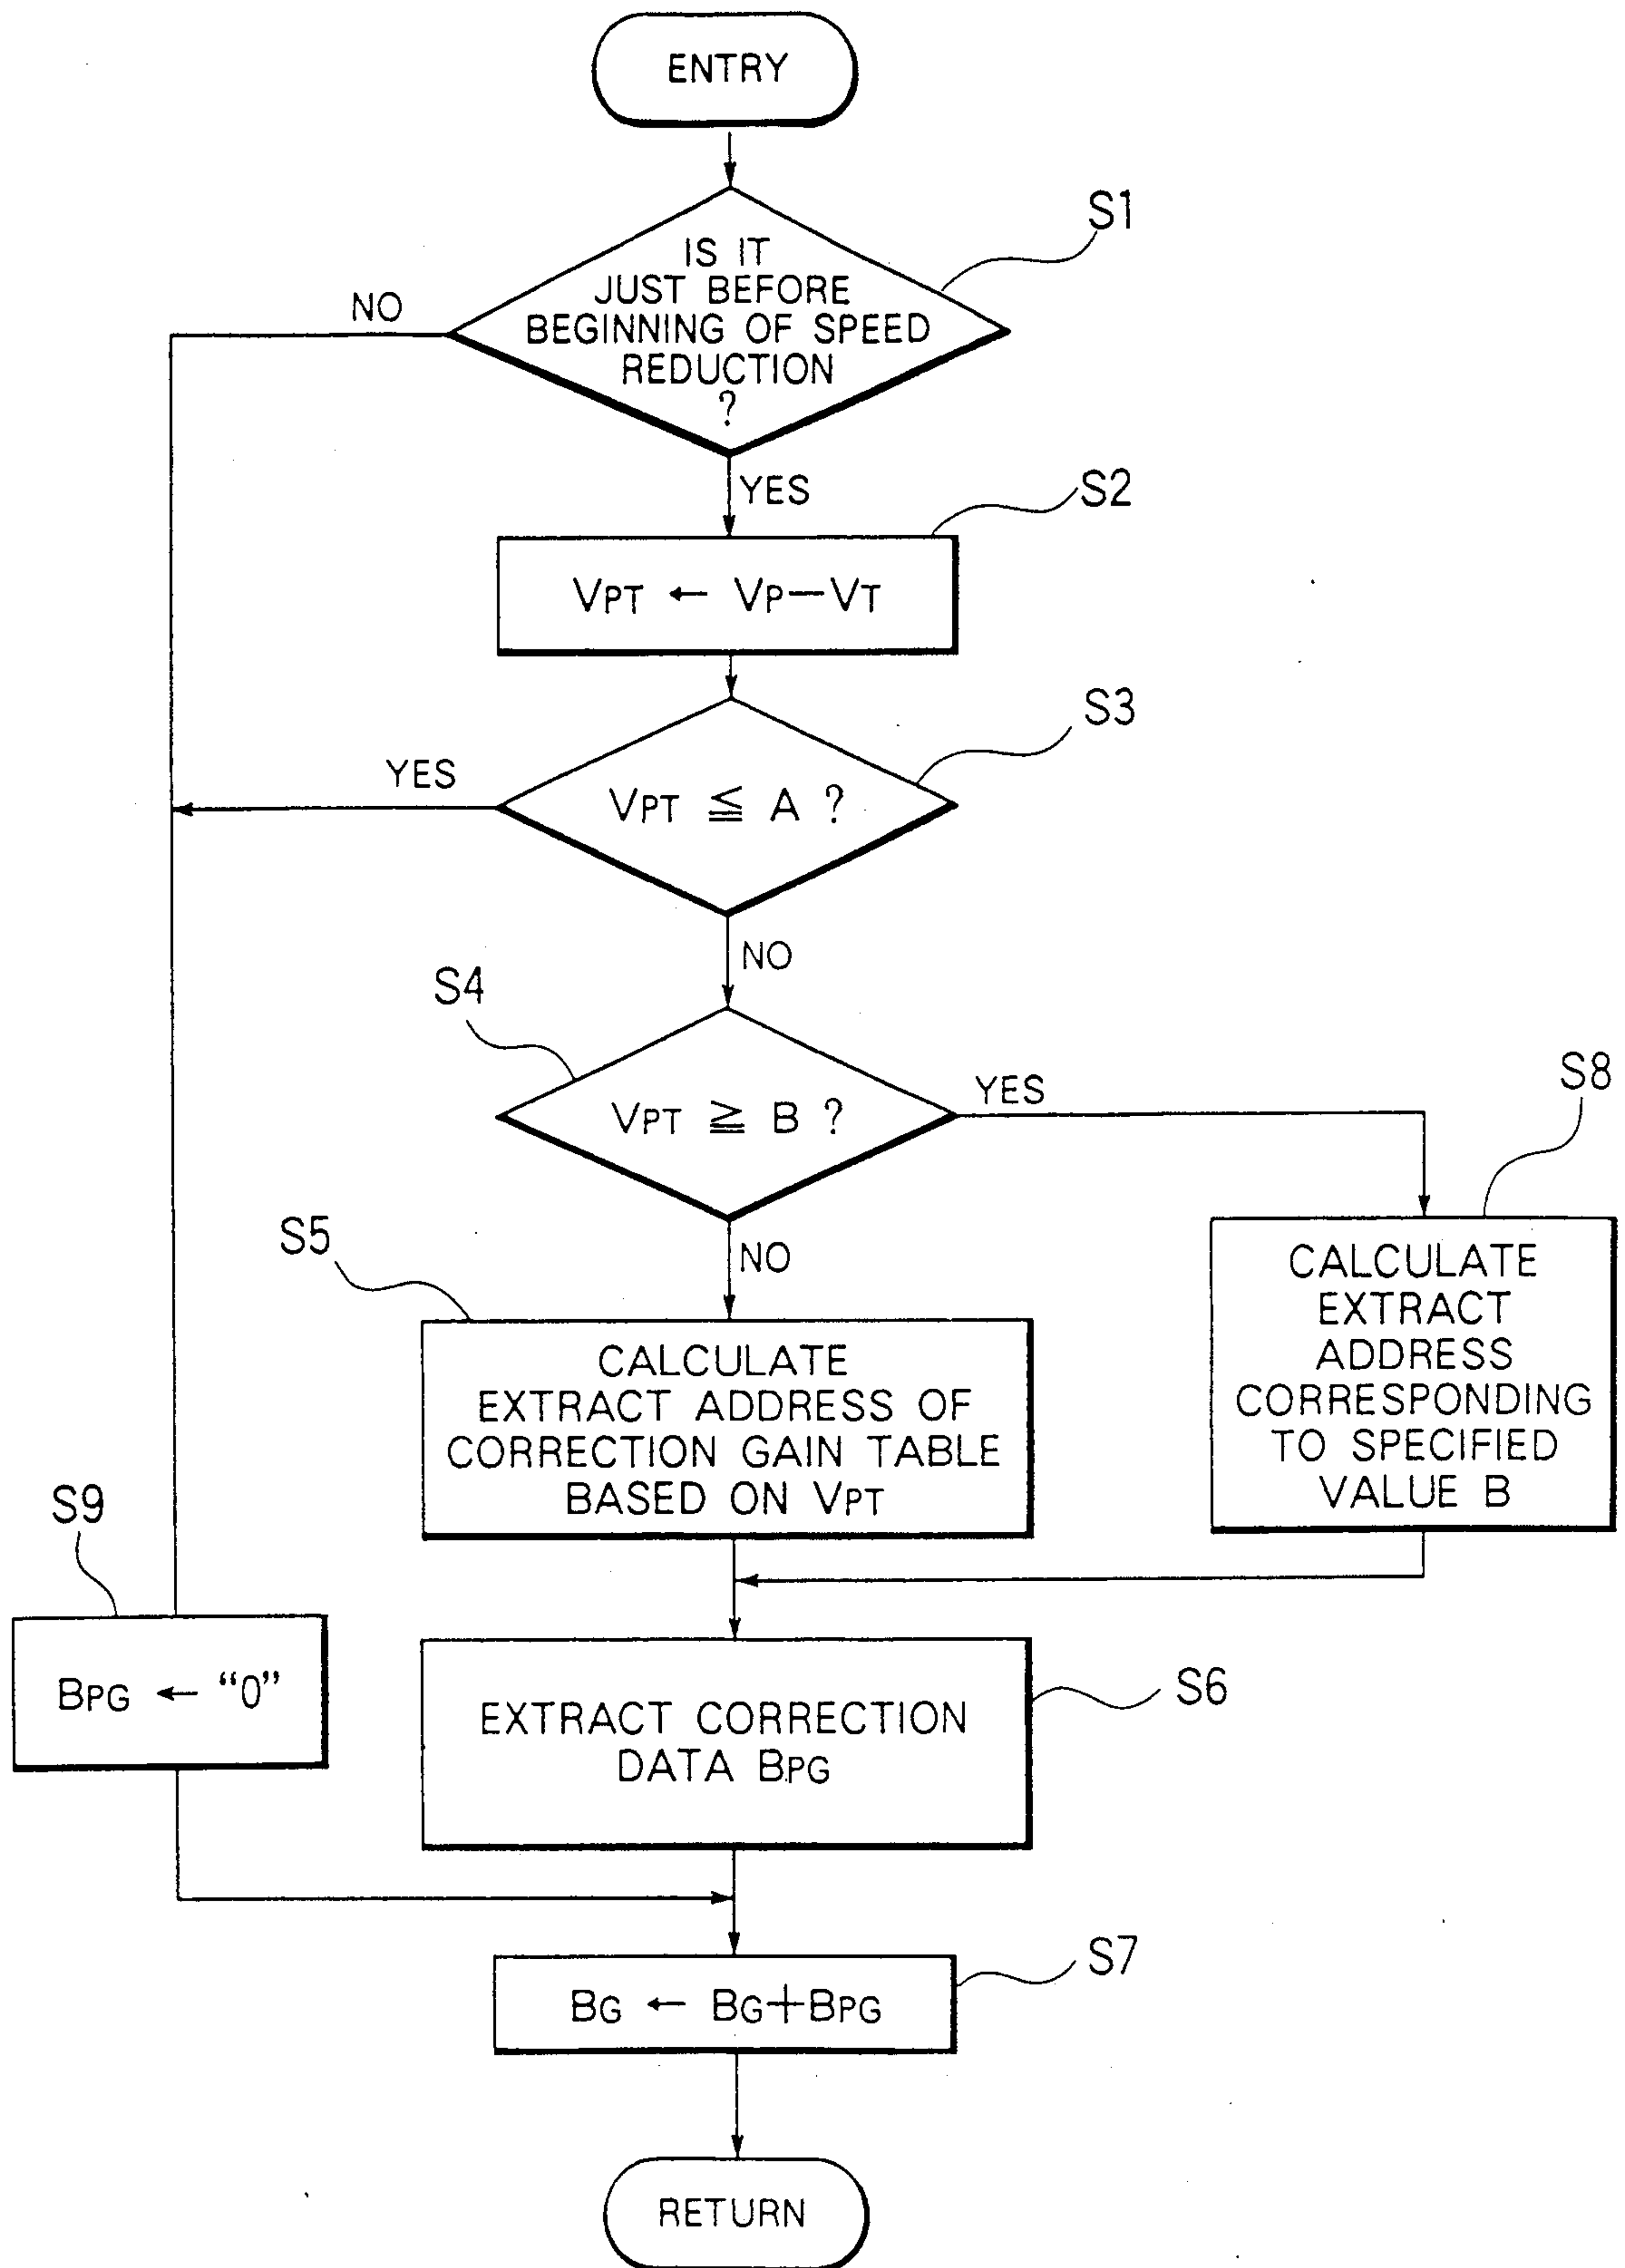 ENTRY
S1
IS IT
JUST BEFORE
BEGINNING OF SPEED
REDUCTION
?
NO
YES
S2
VPT ← VP−VT
S3
YES
VPT ≦ A ?
NO
S4
VPT ≧ B ?
YES
S8
NO
S5
CALCULATE
EXTRACT ADDRESS OF
CORRECTION GAIN TABLE
BASED ON VPT
CALCULATE
EXTRACT
ADDRESS
CORRESPONDING
TO SPECIFIED
VALUE B
S9
BPG ← “0”
S6
EXTRACT CORRECTION
DATA BPG
S7
BG ← BG+BPG
RETURN